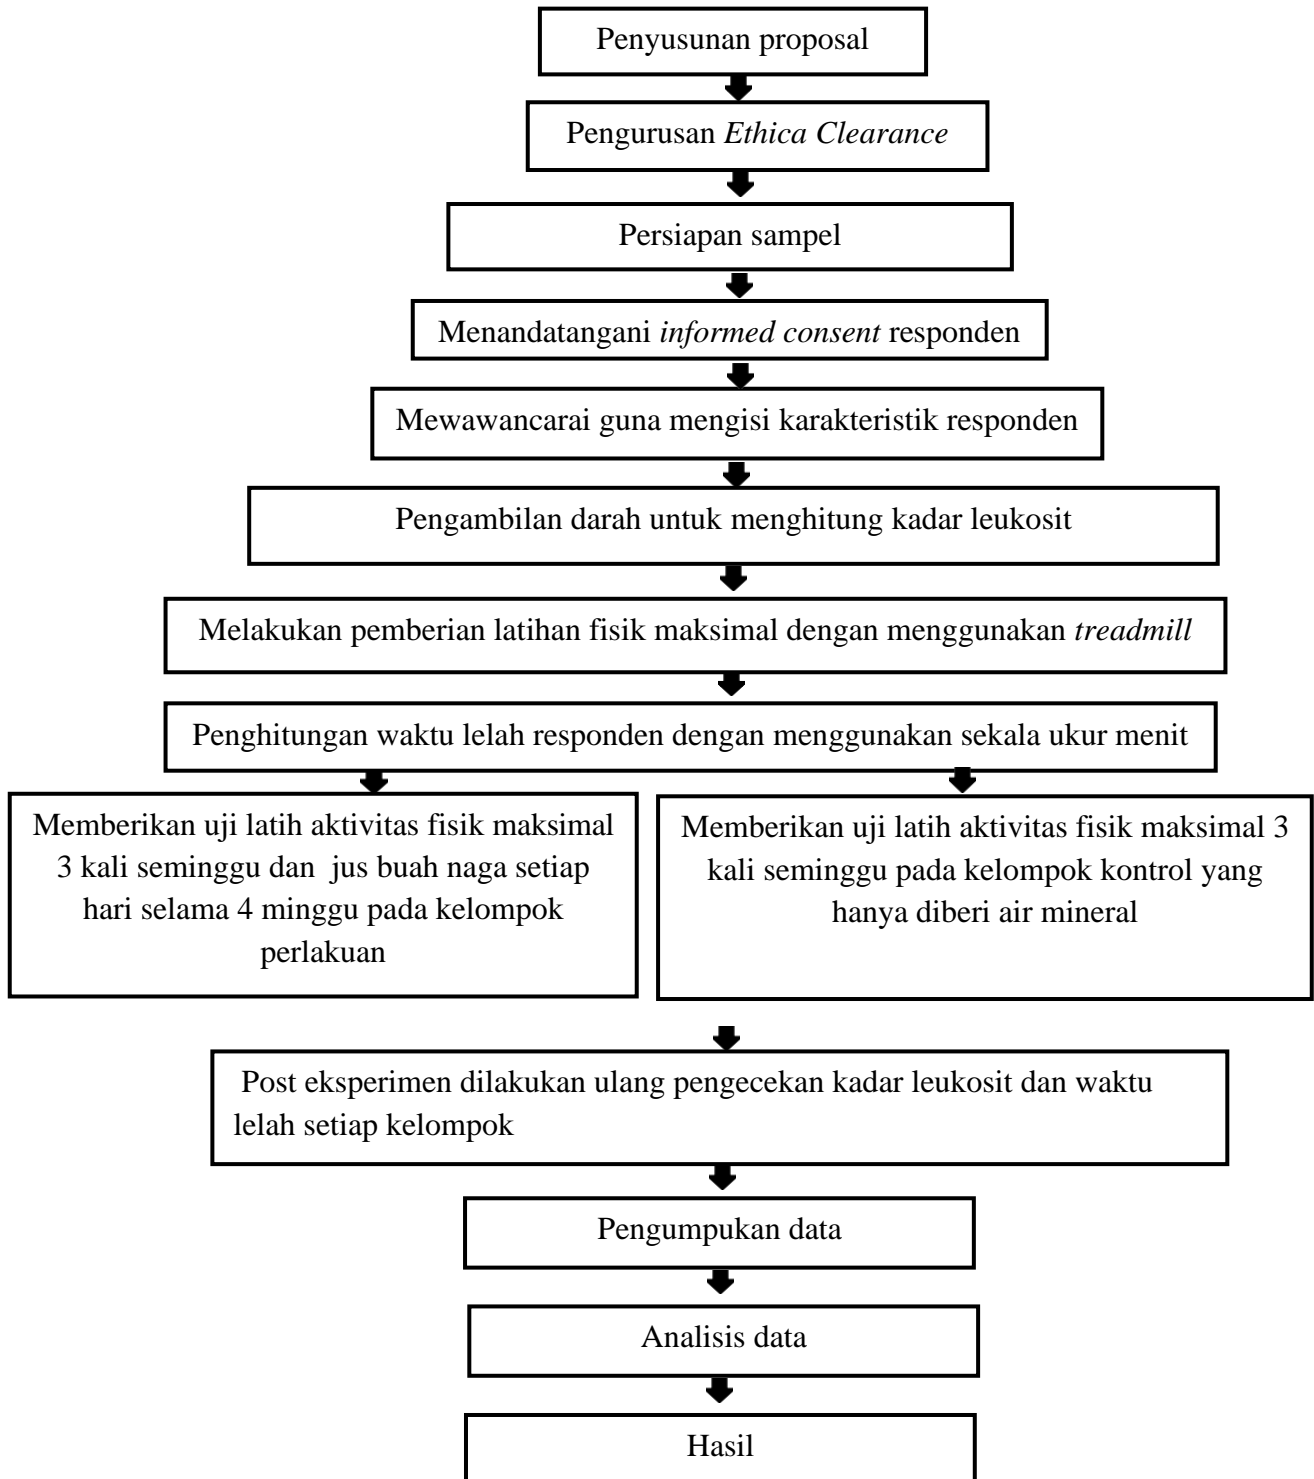 Penyusunan proposal
Pengurusan Ethica Clearance
Persiapan sampel
Menandatangani informed consent responden
Mewawancarai guna mengisi karakteristik responden
Pengambilan darah untuk menghitung kadar leukosit
Melakukan pemberian latihan fisik maksimal dengan menggunakan treadmill
Penghitungan waktu lelah responden dengan menggunakan sekala ukur menit
Memberikan uji latih aktivitas fisik maksimal
3 kali seminggu dan jus buah naga setiap
hari selama 4 minggu pada kelompok
perlakuan
Memberikan uji latih aktivitas fisik maksimal 3
kali seminggu pada kelompok kontrol yang
hanya diberi air mineral
Post eksperimen dilakukan ulang pengecekan kadar leukosit dan waktu
lelah setiap kelompok
Pengumpukan data
Analisis data
Hasil